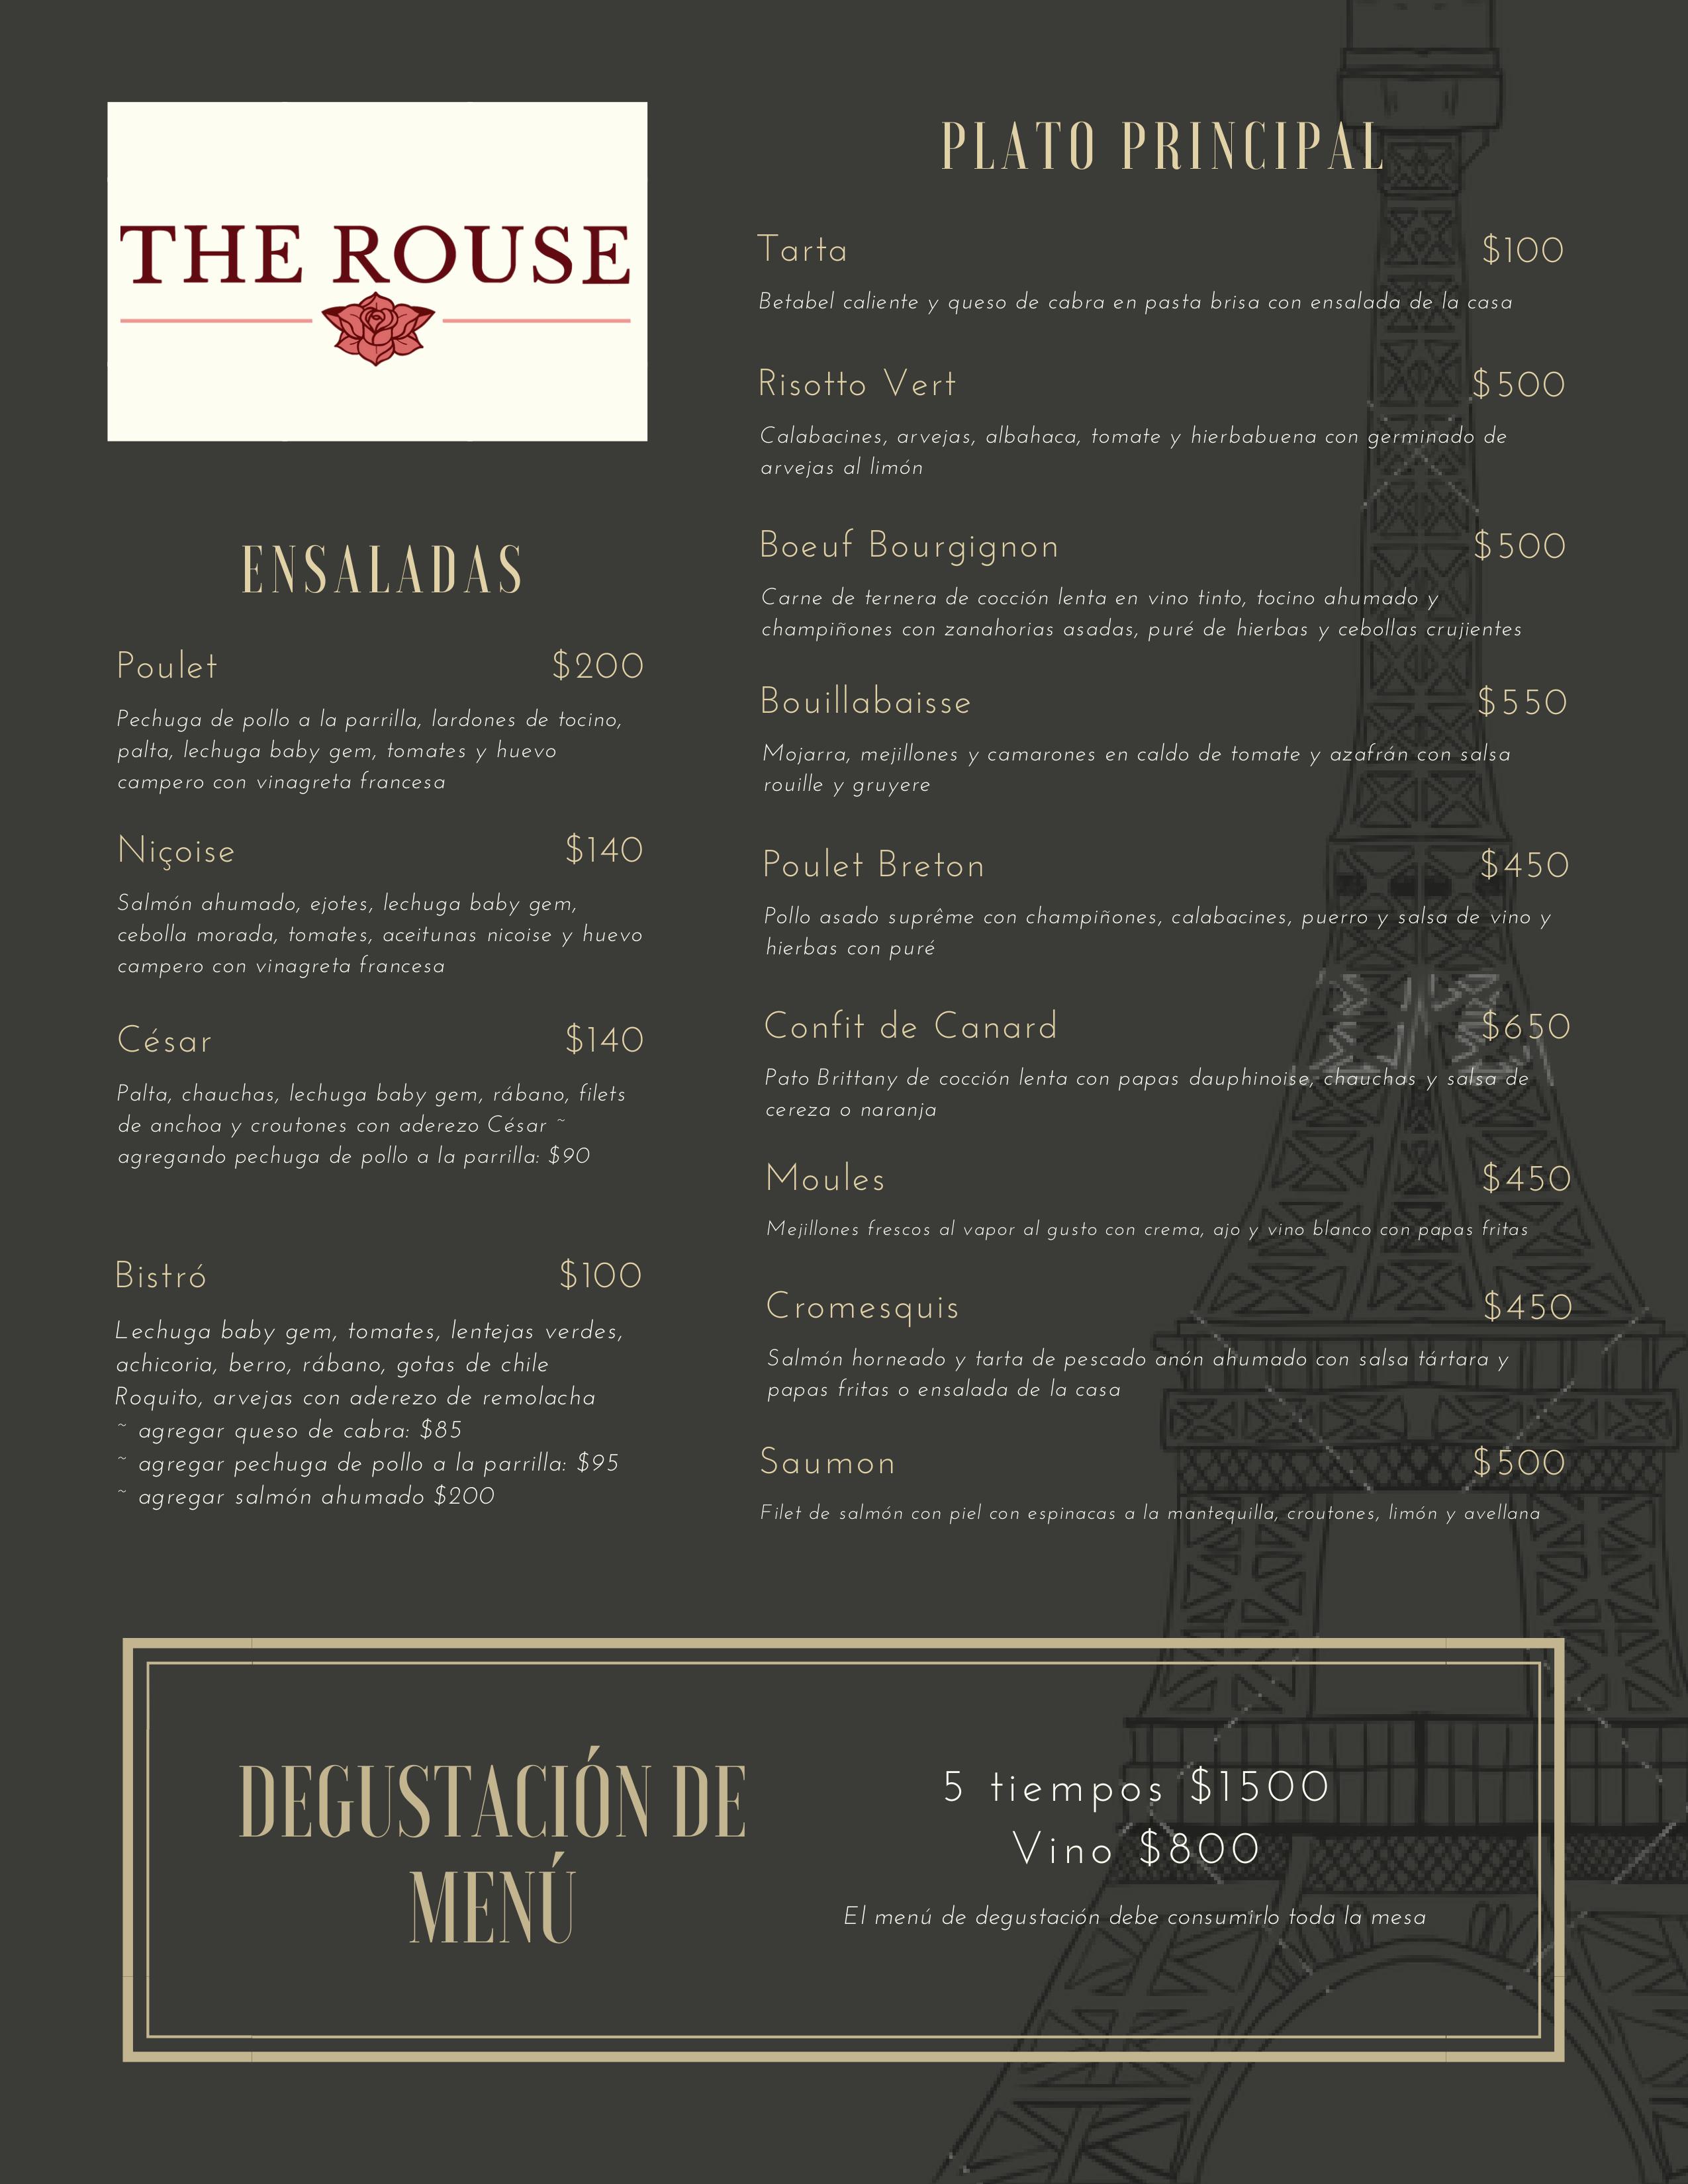 THE ROUSE
ENSALADAS
Poulet $200
Pechuga de pollo a la parrilla, lardones de tocino,
palta, lechuga baby gem, tomates y huevo
campero con vinagreta francesa
Niçoise $140
Salmón ahumado, ejotes, lechuga baby gem,
cebolla morada, tomates, aceitunas nicoise y huevo
campero con vinagreta francesa
César $140
Palta, chauchas, lechuga baby gem, rábano, filets
de anchoa y croutones con aderezo César ~
agregando pechuga de pollo a la parrilla: $90
Bistró $100
Lechuga baby gem, tomates, lentejas verdes,
achicoria, berro, rábano, gotas de chile
Roquito, arvejas con aderezo de remolacha
~ agregar queso de cabra: $85
~ agregar pechuga de pollo a la parrilla: $95
~ agregar salmón ahumado $200
PLATO PRINCIPAL
Tarta $100
Betabel caliente y queso de cabra en pasta brisa con ensalada de la casa
Risotto Vert $500
Calabacines, arvejas, albahaca, tomate y hierbabuena con germinado de
arvejas al limón
Boeuf Bourgignon $500
Carne de ternera de cocción lenta en vino tinto, tocino ahumado y
champiñones con zanahorias asadas, puré de hierbas y cebollas crujientes
Bouillabaisse $550
Mojarra, mejillones y camarones en caldo de tomate y azafrán con salsa
rouille y gruyere
Poulet Breton $450
Pollo asado suprême con champiñones, calabacines, puerro y salsa de vino y
hierbas con puré
Confit de Canard $650
Pato Brittany de cocción lenta con papas dauphinoise, chauchas y salsa de
cereza o naranja
Moules $450
Mejillones frescos al vapor al gusto con crema, ajo y vino blanco con papas fritas
Cromesquis $450
Salmón horneado y tarta de pescado anón ahumado con salsa tártara y
papas fritas o ensalada de la casa
Saumon $500
Filet de salmón con piel con espinacas a la mantequilla, croutones, limón y avellana
DEGUSTACIÓN DE
MENÚ
5 tiempos $1500
Vino $800
El menú de degustación debe consumirlo toda la mesa